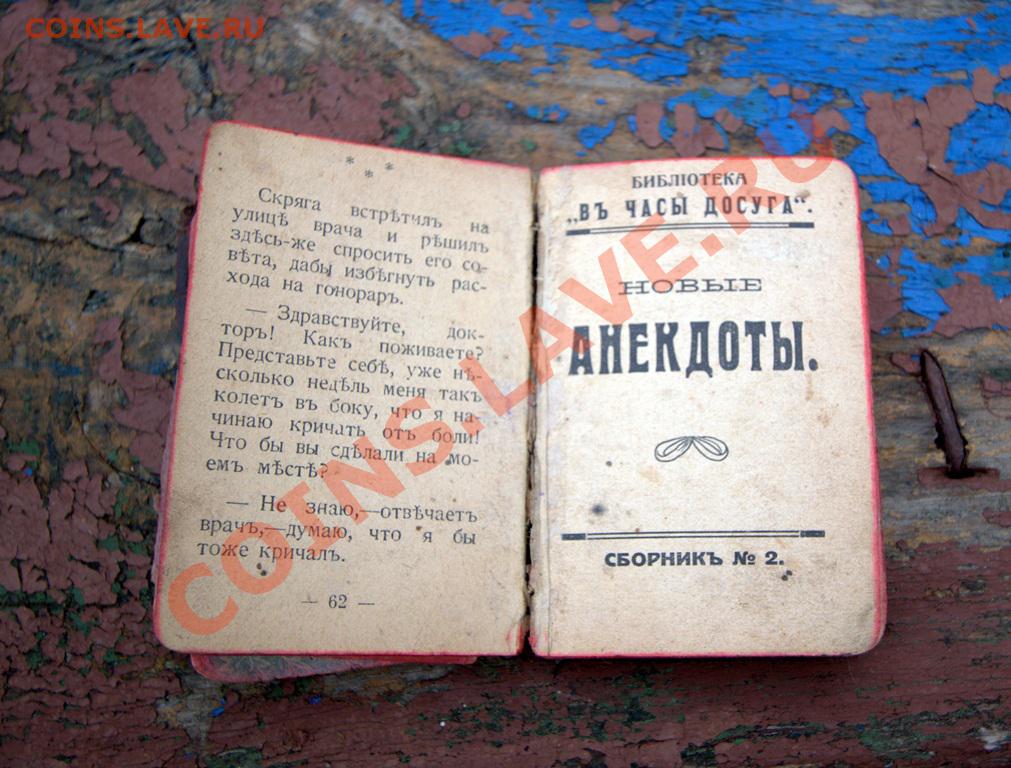 COINS.LAVE.RU
* *
*
Скряга встрѣтилъ на
улицѣ врача и рѣшилъ
здѣсь-же спросить его со-
вѣта, дабы избѣгнуть рас-
хода на гонораръ.
— Здравствуйте, док-
торъ! Какъ поживаете?
Представьте себѣ, уже нѣ-
сколько недѣль меня такъ
колетъ въ боку, что я на-
чинаю кричать отъ боли!
Что бы вы сдѣлали на мо-
емъ мѣстѣ?
— Не знаю,—отвѣчаетъ
врачъ,—думаю, что я бы
тоже кричалъ.
— 62 —
БИБЛІОТЕКА
„ВЪ ЧАСЫ ДОСУГА“.
НОВЫЕ
АНЕКДОТЫ.
СБОРНИКЪ № 2.
COINS.LAVE.RU